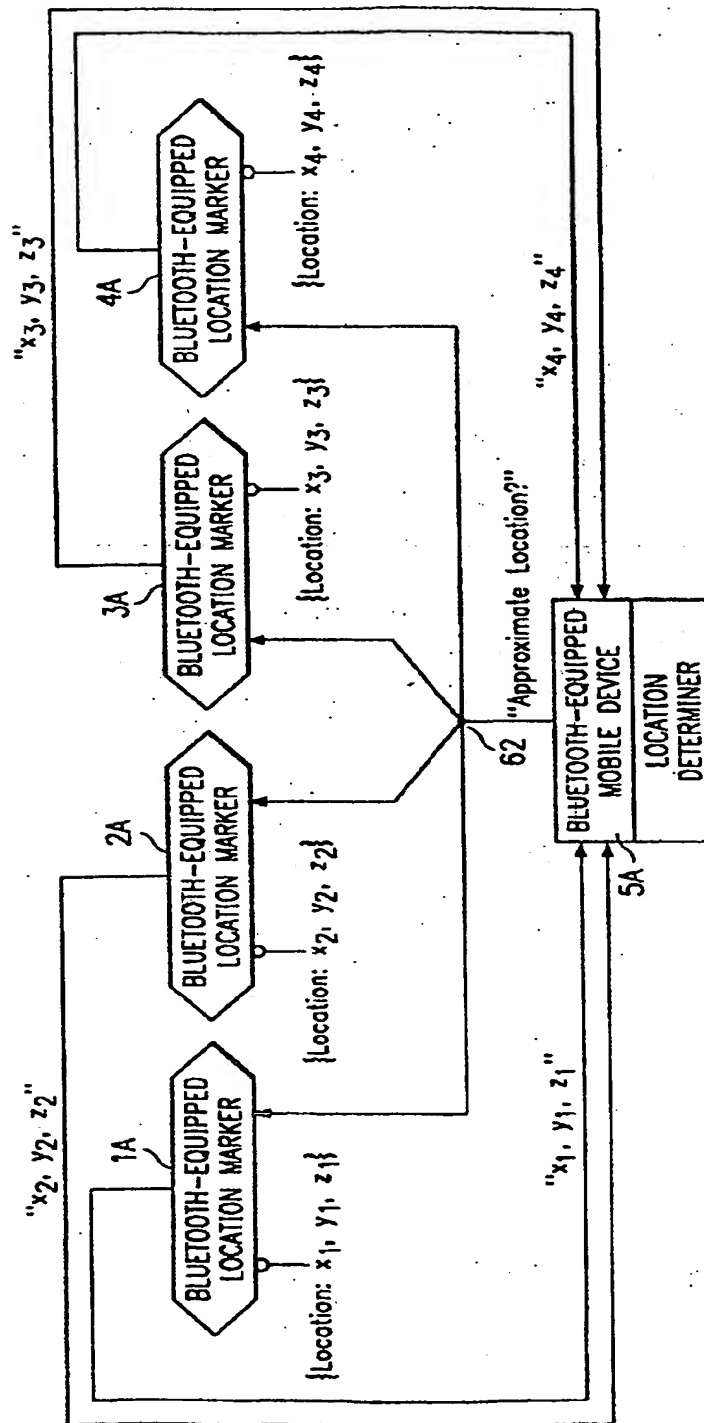 "x2, y2, z2"
"x3, y3, z3"
1A
BLUETOOTH-EQUIPPED
LOCATION MARKER
{Location: x1, y1, z1}
2A
BLUETOOTH-EQUIPPED
LOCATION MARKER
{Location: x2, y2, z2}
3A
BLUETOOTH-EQUIPPED
LOCATION MARKER
{Location: x3, y3, z3}
4A
BLUETOOTH-EQUIPPED
LOCATION MARKER
{Location: x4, y4, z4}
62
"Approximate Location?"
"x1, y1, z1"
"x4, y4, z4"
BLUETOOTH-EQUIPPED
MOBILE DEVICE
5A
LOCATION
DETERMINER